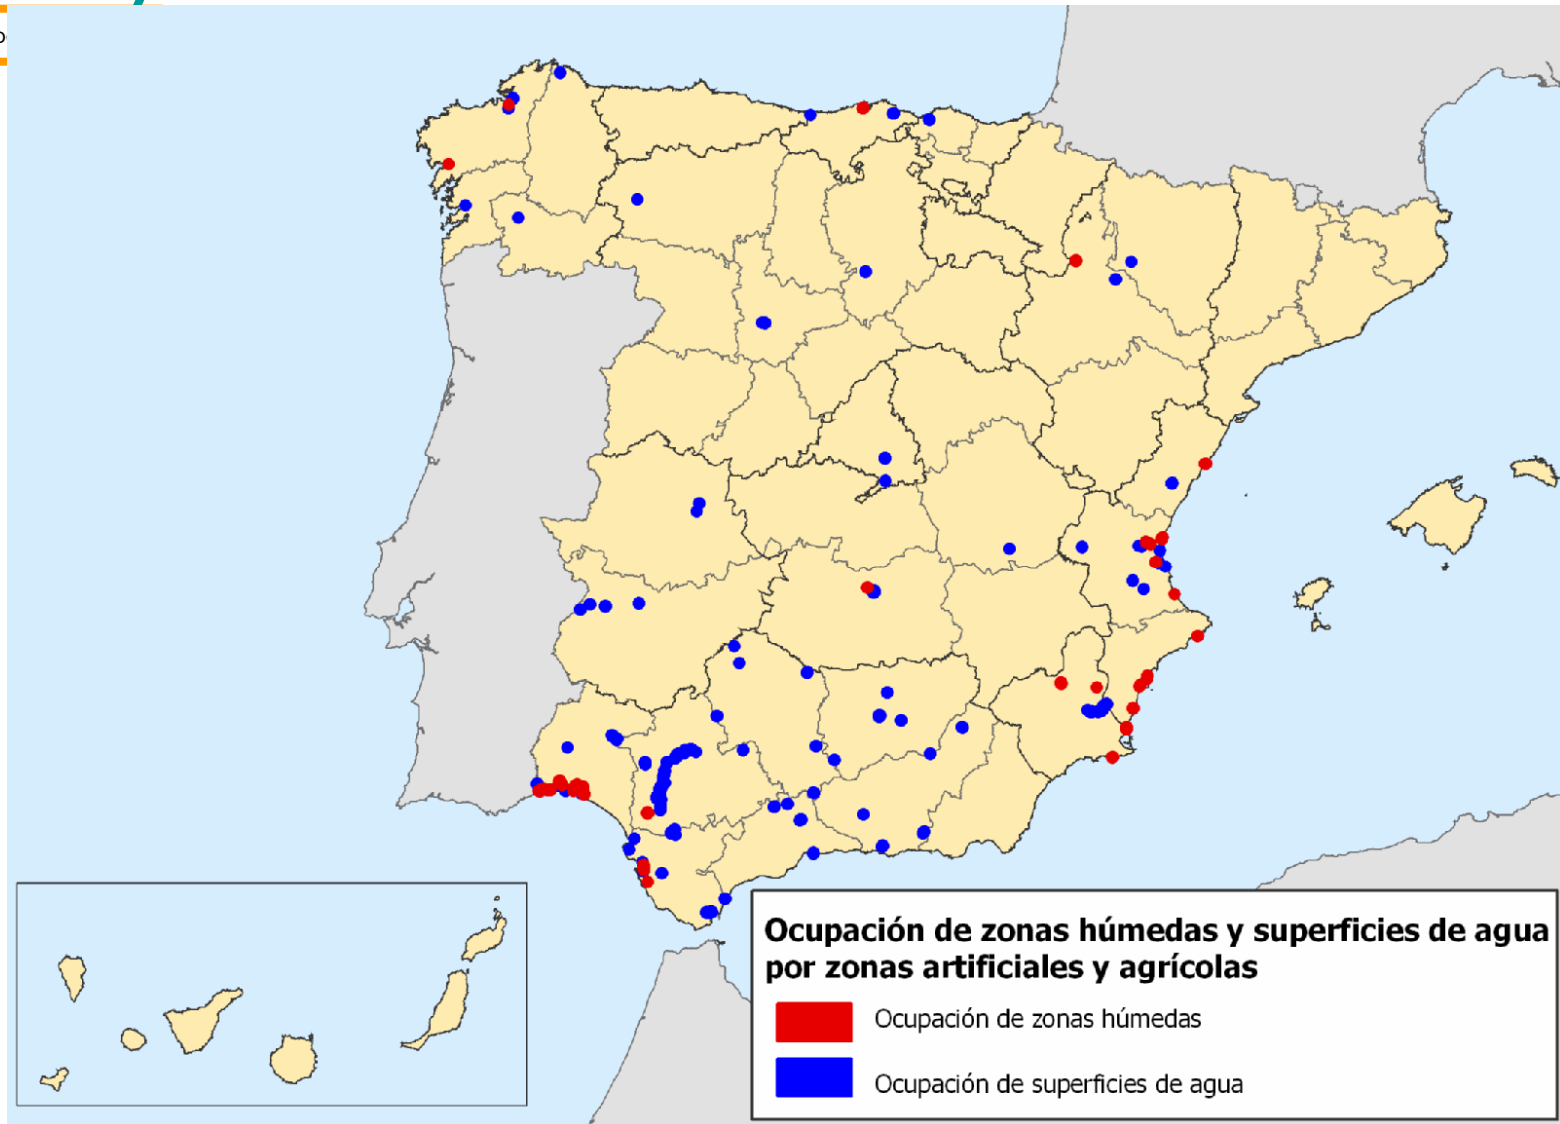 Ocupación de zonas húmedas y superficies de agua
por zonas artificiales y agrícolas
Ocupación de zonas húmedas
Ocupación de superficies de agua